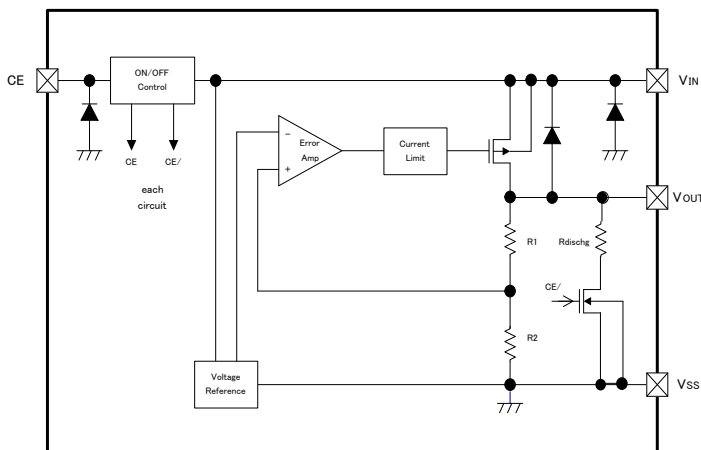 CE
ON/OFF
Control
VIN
CE
CE/
each
circuit
−
Error
Amp
+
Current
Limit
VOUT
R1
Rdischg
CE/
R2
Voltage
Reference
VSS